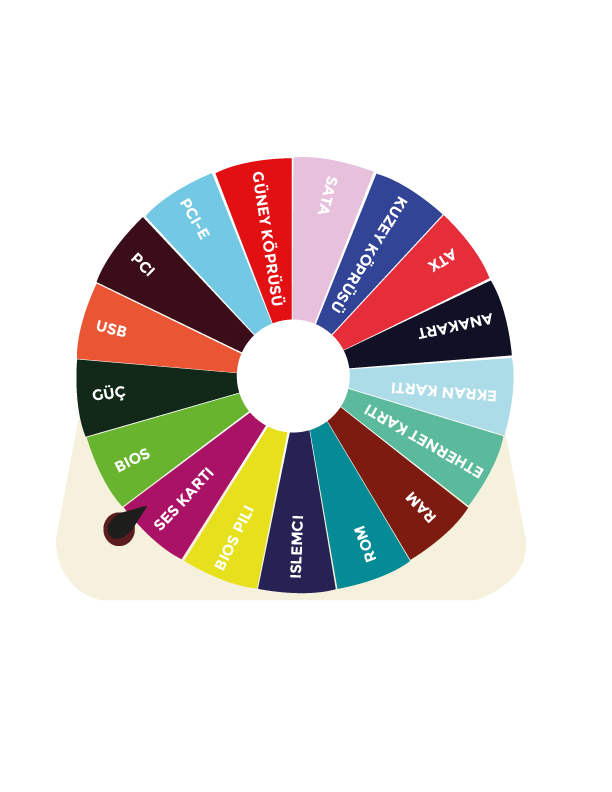 SATA
KUZEY KÖPRÜSÜ
ATX
ANAKART
EKRAN KARTI
ETHERNET KARTI
RAM
ROM
ISLEMCI
BIOS PILI
SES KARTI
BIOS
GÜÇ
USB
PCI
PCI-E
GÜNEY KÖPRÜSÜ